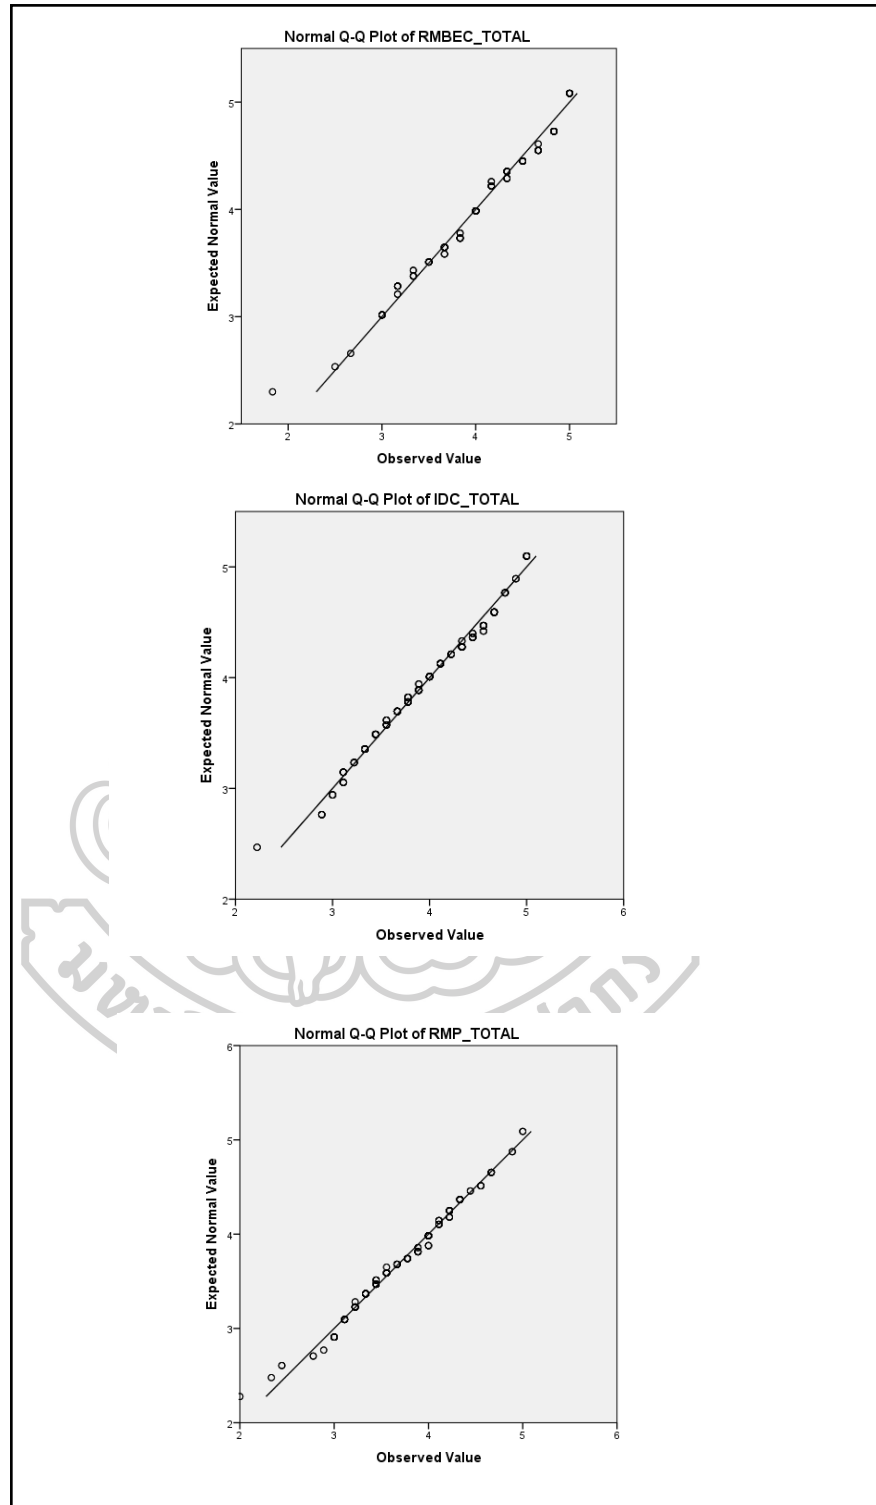 Normal Q-Q Plot of RMBEC_TOTAL
Expected Normal Value
5
4
3
2
2 3 4 5
Observed Value
Normal Q-Q Plot of IDC_TOTAL
Expected Normal Value
5
4
3
2
2 3 4 5 6
Observed Value
Normal Q-Q Plot of RMP_TOTAL
Expected Normal Value
6
5
4
3
2
2 3 4 5 6
Observed Value